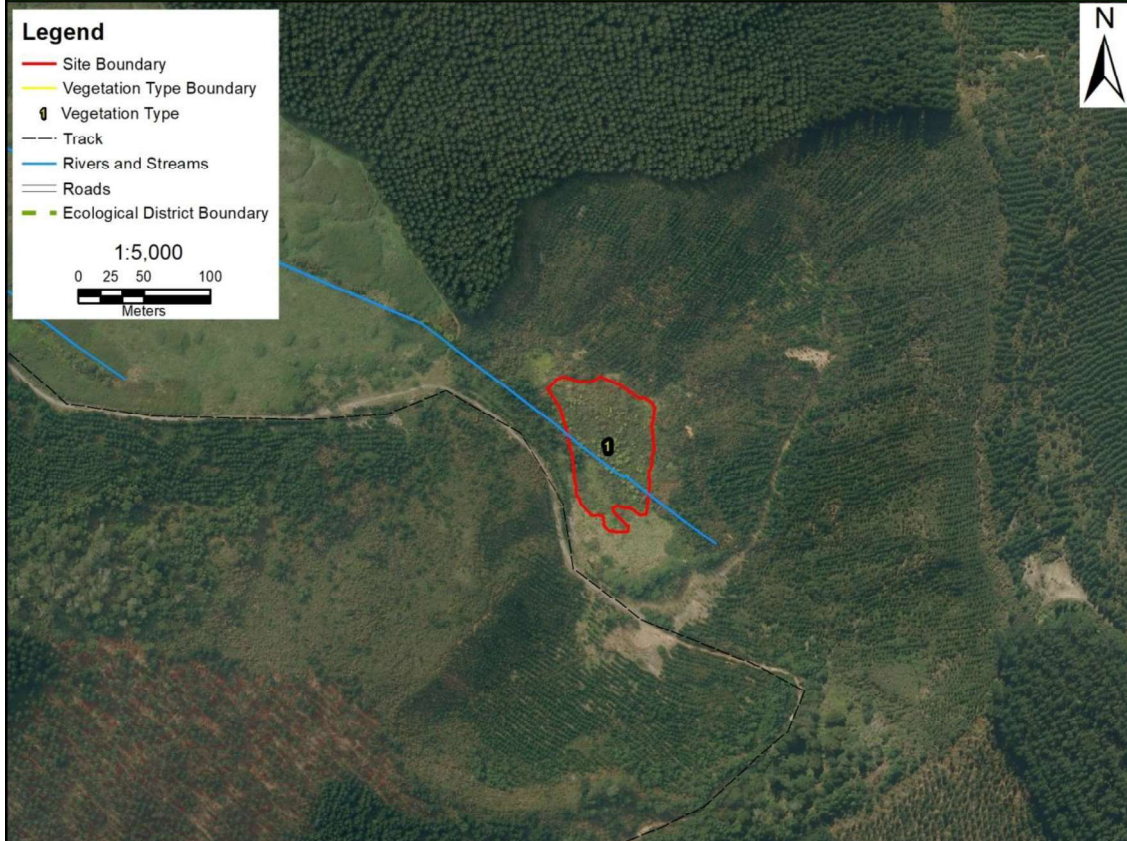 Legend
Site Boundary
Vegetation Type Boundary
1 Vegetation Type
Track
Rivers and Streams
Roads
Ecological District Boundary
1:5,000
0 25 50 100
Meters
N
1